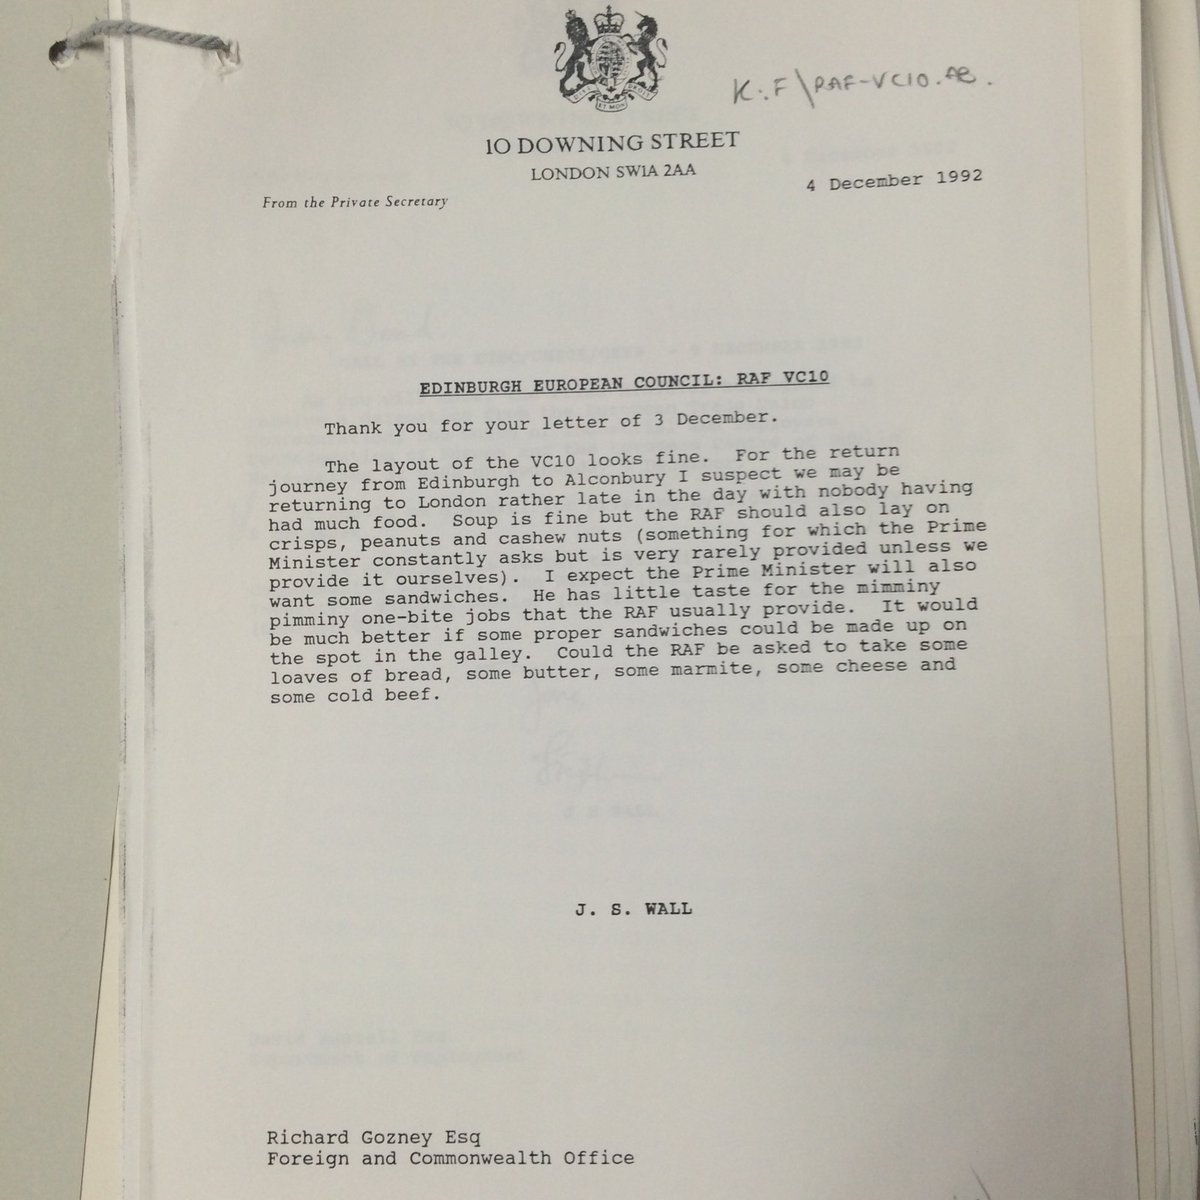 K:F\RAF-VC10.AB.
10 DOWNING STREET
LONDON SW1A 2AA
From the Private Secretary
4 December 1992
EDINBURGH EUROPEAN COUNCIL: RAF VC10
Thank you for your letter of 3 December.
The layout of the VC10 looks fine. For the return
journey from Edinburgh to Alconbury I suspect we may be
returning to London rather late in the day with nobody having
had much food. Soup is fine but the RAF should also lay on
crisps, peanuts and cashew nuts (something for which the Prime
Minister constantly asks but is very rarely provided unless we
provide it ourselves). I expect the Prime Minister will also
want some sandwiches. He has little taste for the mimminy
pimminy one-bite jobs that the RAF usually provide. It would
be much better if some proper sandwiches could be made up on
the spot in the galley. Could the RAF be asked to take some
loaves of bread, some butter, some marmite, some cheese and
some cold beef.
J. S. WALL
Richard Gozney Esq
Foreign and Commonwealth Office